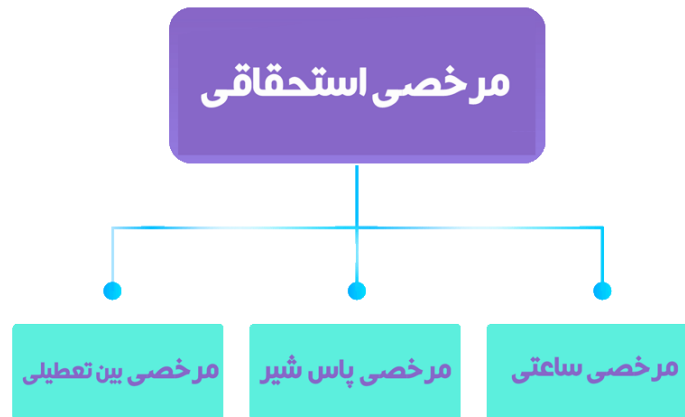 مرخصی استحقاقی
مرخصی ساعتی
مرخصی پاس شیر
مرخصی بین تعطیلی